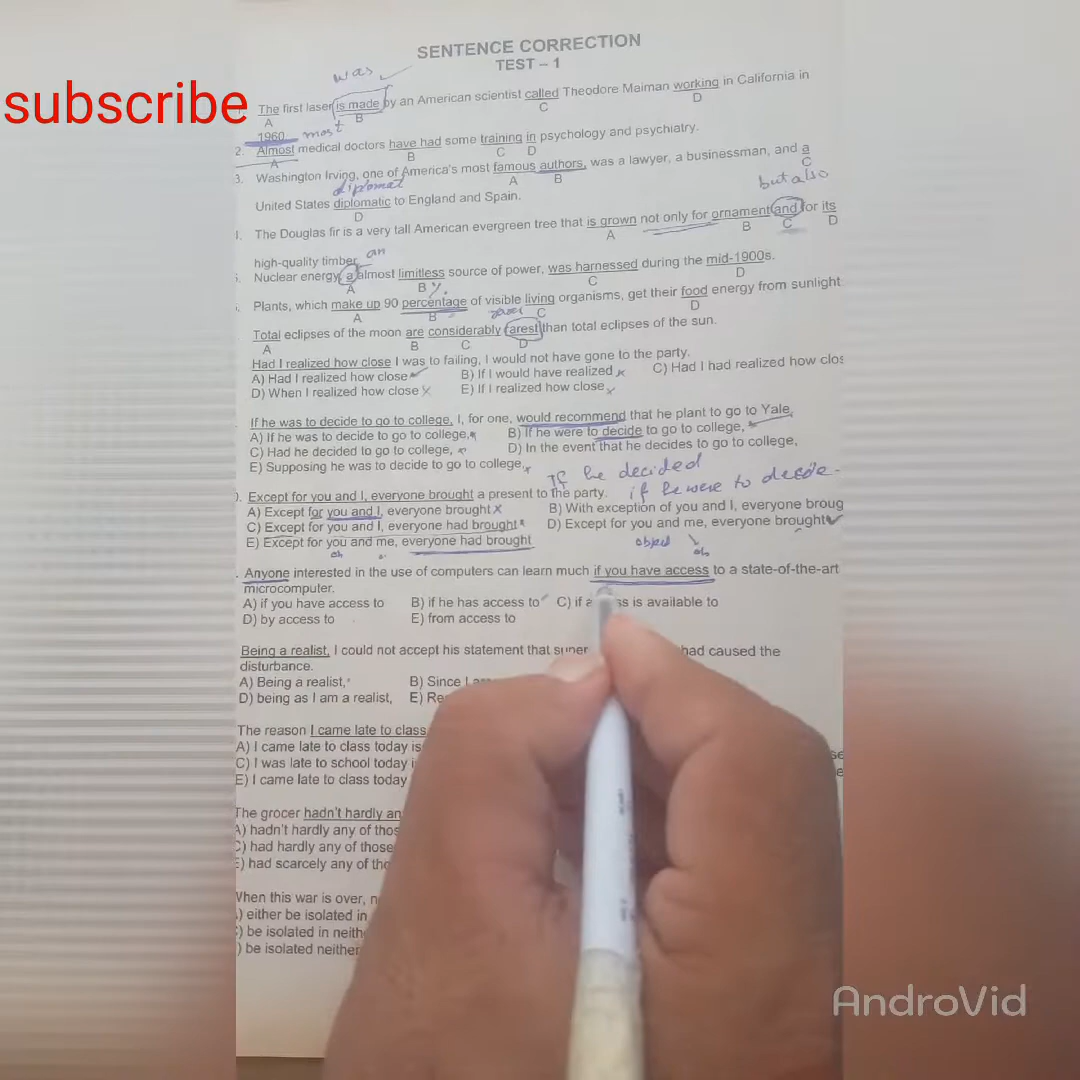 SENTENCE CORRECTION
TEST – 1
was
subscribe
The first laser is made by an American scientist called Theodore Maiman working in California in
A B C D
1960. most
2. Almost medical doctors have had some training in psychology and psychiatry.
A B C D
3. Washington Irving, one of America's most famous authors, was a lawyer, a businessman, and a
A B C
diplomat but also
United States diplomatic to England and Spain.
D
The Douglas fir is a very tall American evergreen tree that is grown not only for ornament and for its
A B C D
high-quality timber.
an
Nuclear energy, a almost limitless source of power, was harnessed during the mid-1900s.
A B C D
%
Plants, which make up 90 percentage of visible living organisms, get their food energy from sunlight
A B C D
Total eclipses of the moon are considerably rarest than total eclipses of the sun.
A B C D
Had I realized how close I was to failing, I would not have gone to the party.
A) Had I realized how close B) If I would have realized C) Had I had realized how clos
D) When I realized how close E) If I realized how close
If he was to decide to go to college, I, for one, would recommend that he plant to go to Yale.
A) If he was to decide to go to college, B) If he were to decide to go to college,
C) Had he decided to go to college, D) In the event that he decides to go to college,
E) Supposing he was to decide to go to college,
If he decided
if he were to decide
Except for you and I, everyone brought a present to the party.
A) Except for you and I, everyone brought B) With exception of you and I, everyone broug
C) Except for you and I, everyone had brought D) Except for you and me, everyone brought
E) Except for you and me, everyone had brought
object ob
ob
Anyone interested in the use of computers can learn much if you have access to a state-of-the-art
microcomputer.
A) if you have access to B) if he has access to C) if a ss is available to
D) by access to E) from access to
Being a realist, I could not accept his statement that super had caused the
disturbance.
A) Being a realist, B) Since I
D) being as I am a realist, E) Re
The reason I came late to class
A) I came late to class today is
C) I was late to school today i
E) I came late to class today
The grocer hadn't hardly an
A) hadn't hardly any of thos
C) had hardly any of those
E) had scarcely any of tho
When this war is over, n
) either be isolated in
) be isolated in neith
) be isolated neither
AndroVid